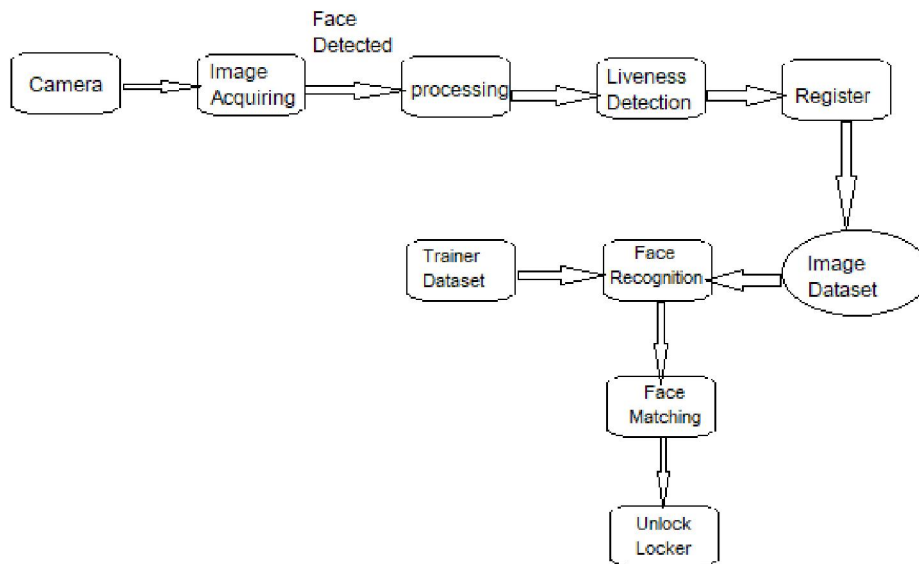 Face
Detected
Camera
Image
Acquiring
processing
Liveness
Detection
Register
Trainer
Dataset
Face
Recognition
Image
Dataset
Face
Matching
Unlock
Locker